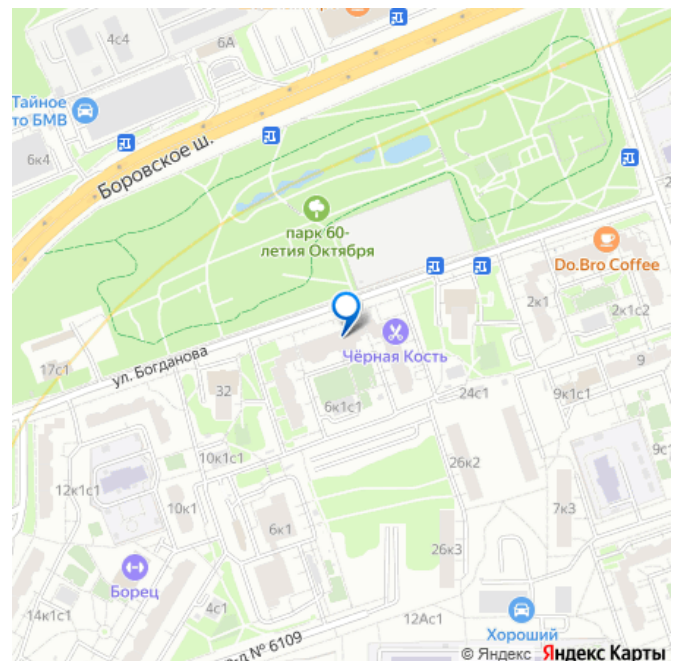 4с4
6А
Тайное
то БМВ
6к4
Боровское ш.
парк 60-
летия Октября
Do.Bro Coffee
2к1
2к1с2
ул. Богданова
Чёрная Кость
17с1
32
6к1с1
24с1
9
9к1с1
10к1с1
26к2
9с
12к1с1
10к1
6к1
7к3
26к3
Борец
4с1
14к1с1
12Ас1
Хороший
д № 6109
© Яндекс Яндекс Карты